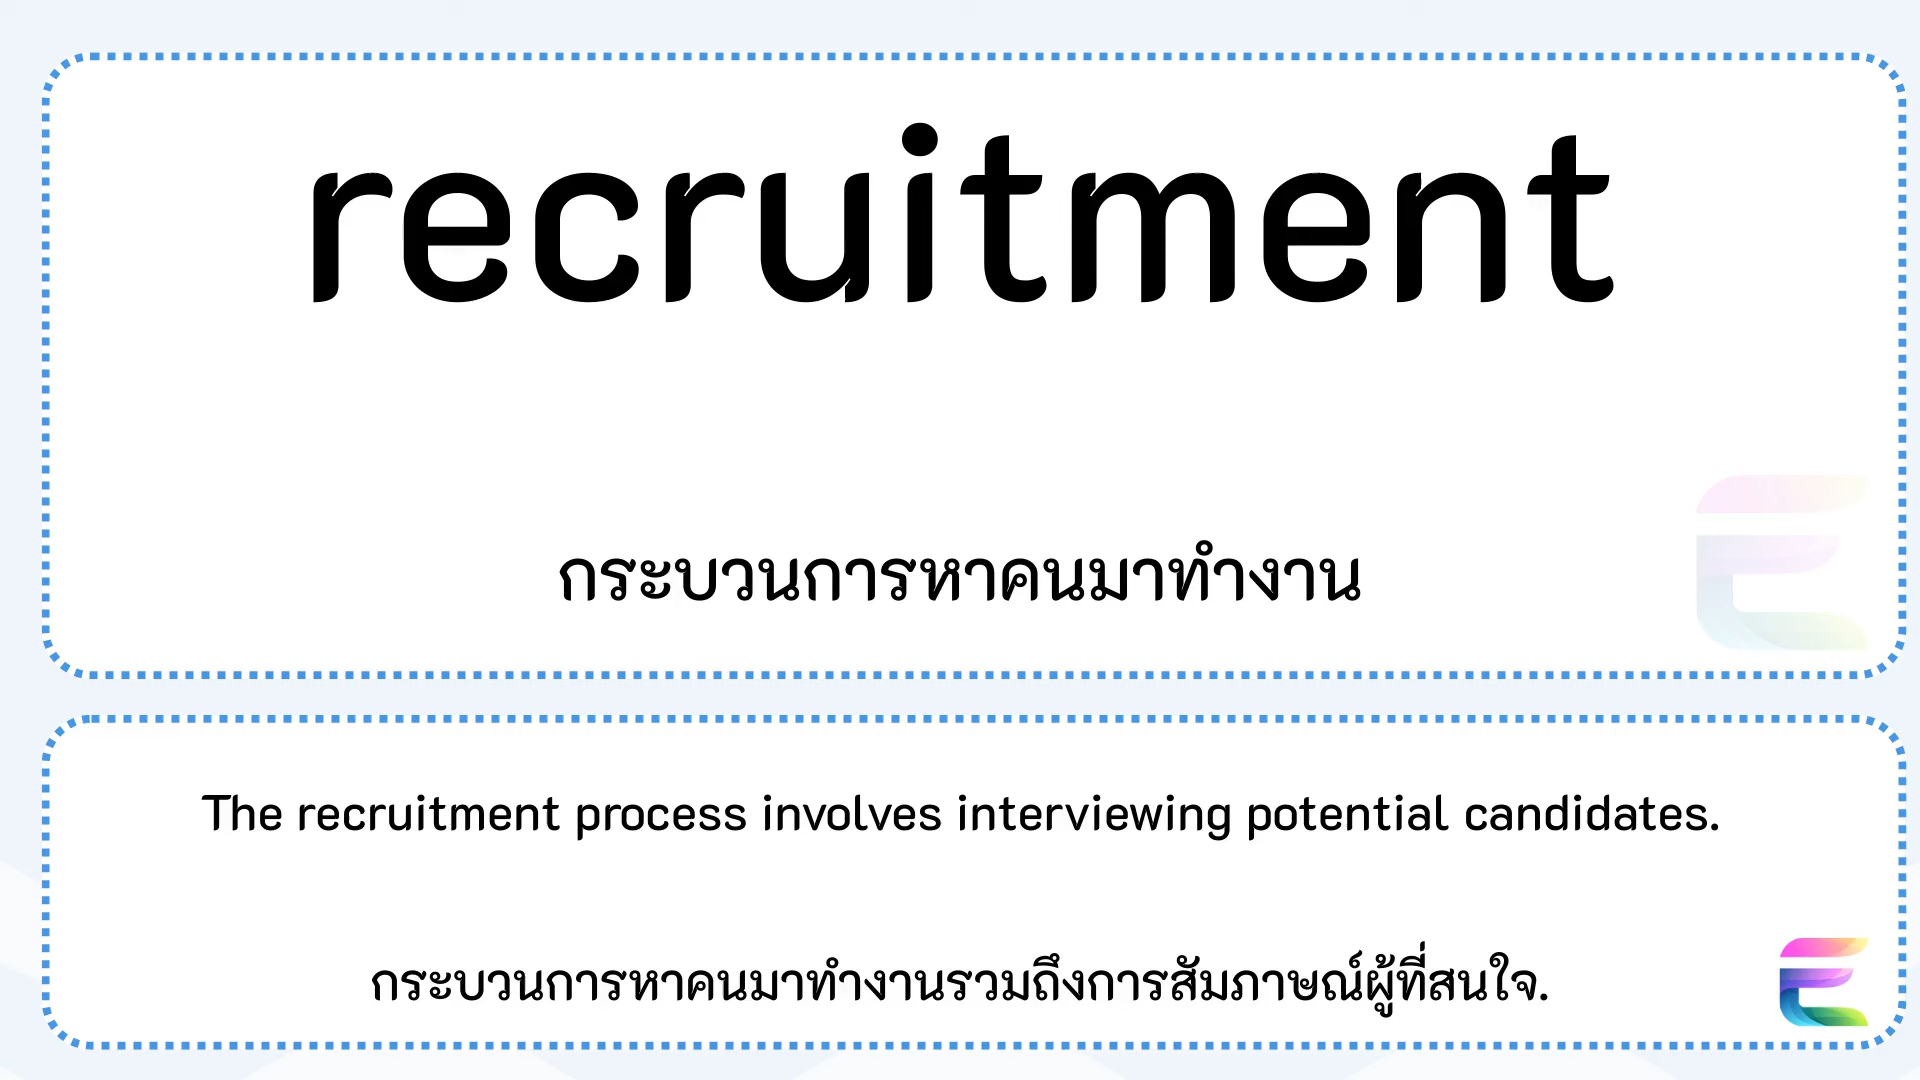 recruitment
กระบวนการหาคนมาทำงาน
The recruitment process involves interviewing potential candidates.
กระบวนการหาคนมาทำงานรวมถึงการสัมภาษณ์ผู้ที่สนใจ.